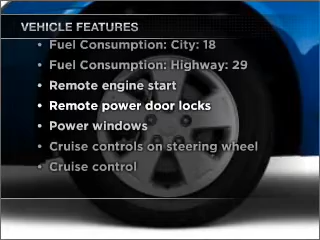 VEHICLE FEATURES
• Fuel Consumption: City: 18
• Fuel Consumption: Highway: 29
• Remote engine start
• Remote power door locks
• Power windows
• Cruise controls on steering wheel
• Cruise control